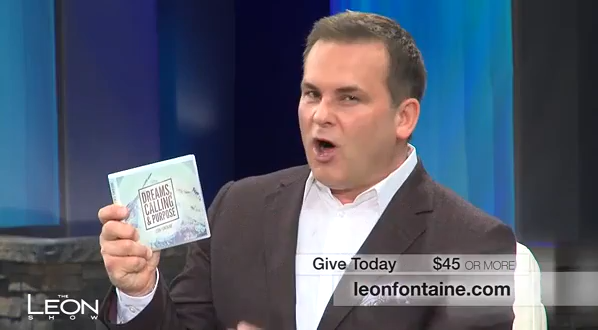 DREAMS,
CALLING
& PURPOSE
Give Today $45 OR MORE
leonfontaine.com
THE
LEON
SHOW